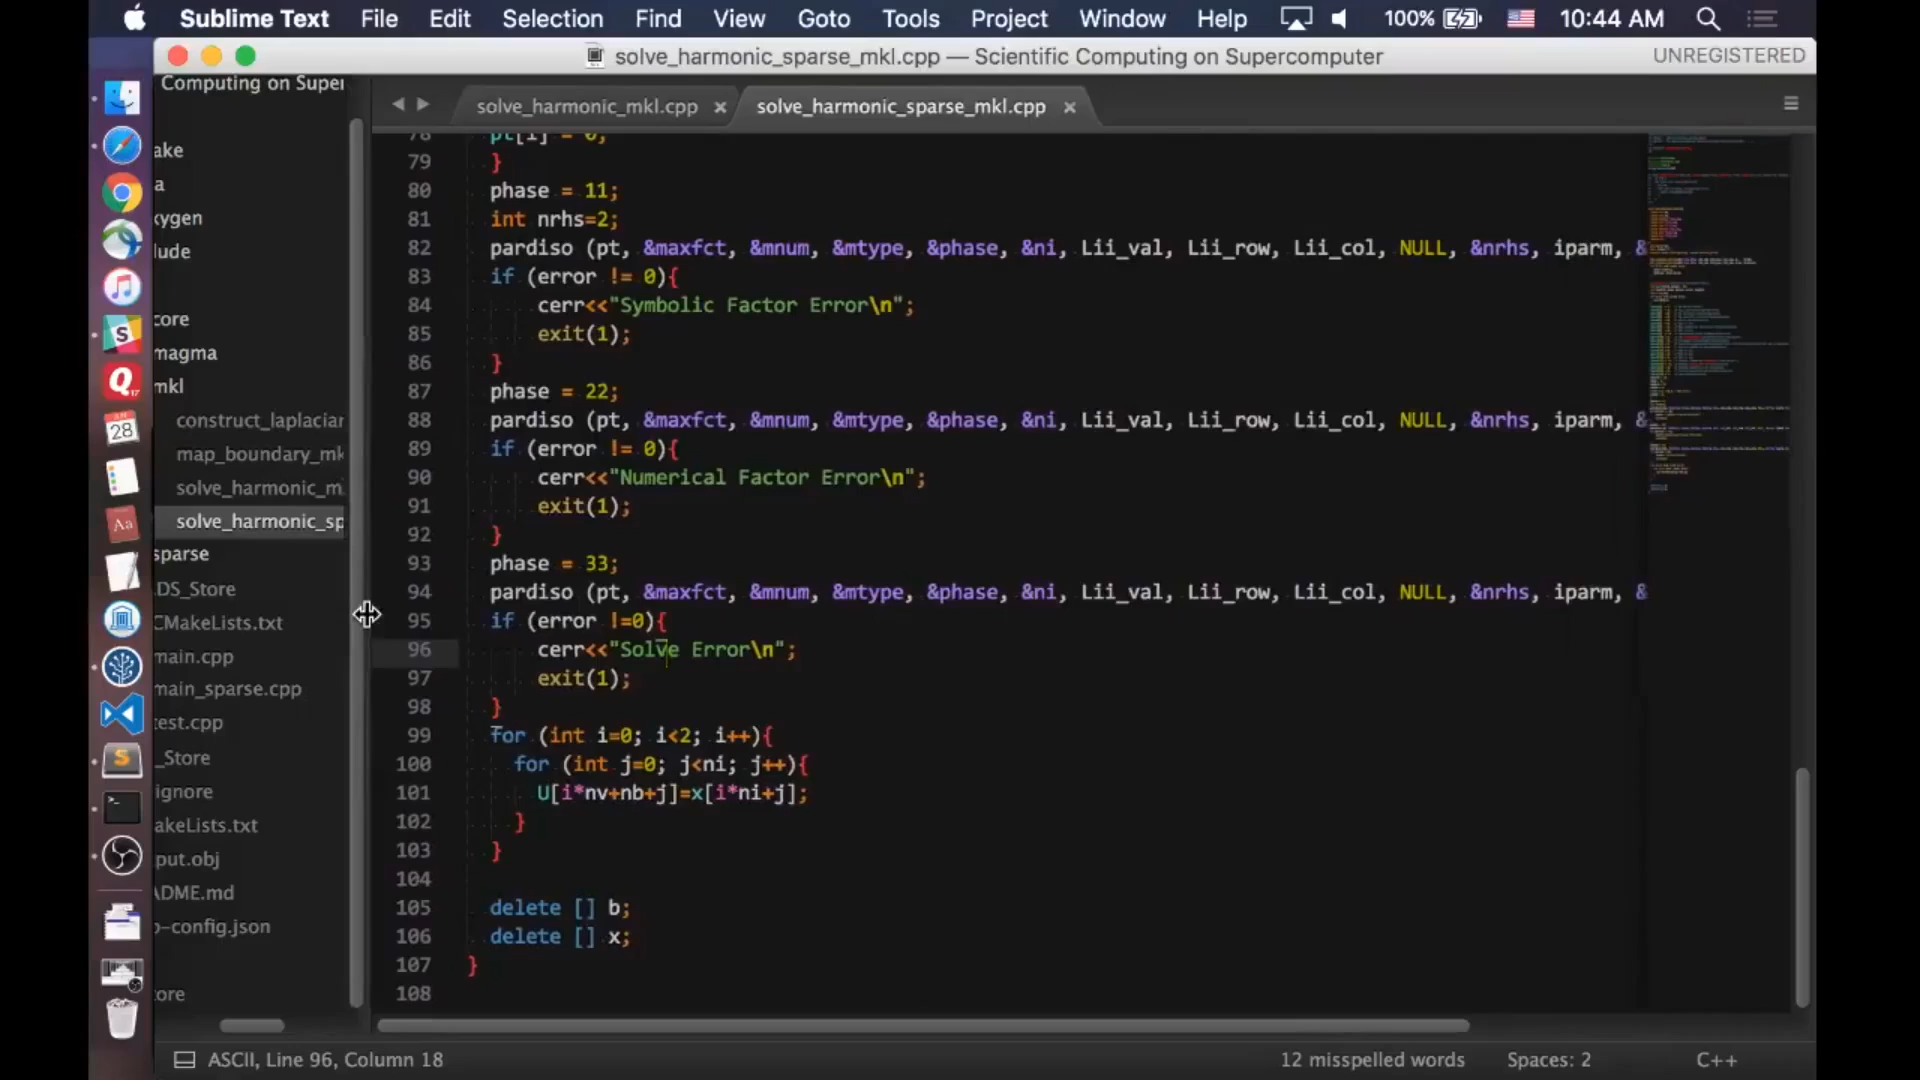 Sublime Text File Edit Selection Find View Goto Tools Project Window Help 100% 10:44 AM
solve_harmonic_sparse_mkl.cpp — Scientific Computing on Supercomputer UNREGISTERED
Computing on Super
solve_harmonic_mkl.cpp × solve_harmonic_sparse_mkl.cpp ×
ake
a
xygen
lude
core
magma
mkl
construct_laplacian
map_boundary_mk
solve_harmonic_m
solve_harmonic_sp
sparse
.DS_Store
CMakeLists.txt
main.cpp
main_sparse.cpp
test.cpp
_Store
ignore
akeLists.txt
put.obj
ADME.md
o-config.json
ore
28
78 pt[i] = 0;
79 }
80 phase = 11;
81 int nrhs=2;
82 pardiso (pt, &maxfct, &mnum, &mtype, &phase, &ni, Lii_val, Lii_row, Lii_col, NULL, &nrhs, iparm, &
83 if (error != 0){
84 cerr<<"Symbolic Factor Error\n";
85 exit(1);
86 }
87 phase = 22;
88 pardiso (pt, &maxfct, &mnum, &mtype, &phase, &ni, Lii_val, Lii_row, Lii_col, NULL, &nrhs, iparm, &
89 if (error != 0){
90 cerr<<"Numerical Factor Error\n";
91 exit(1);
92 }
93 phase = 33;
94 pardiso (pt, &maxfct, &mnum, &mtype, &phase, &ni, Lii_val, Lii_row, Lii_col, NULL, &nrhs, iparm, &
95 if (error !=0){
96 cerr<<"Solve Error\n";
97 exit(1);
98 }
99 for (int i=0; i<2; i++){
100 for (int j=0; j<ni; j++){
101 U[i*nv+nb+j]=x[i*ni+j];
102 }
103 }
104
105 delete [] b;
106 delete [] x;
107 }
108
ASCII, Line 96, Column 18 12 misspelled words Spaces: 2 C++